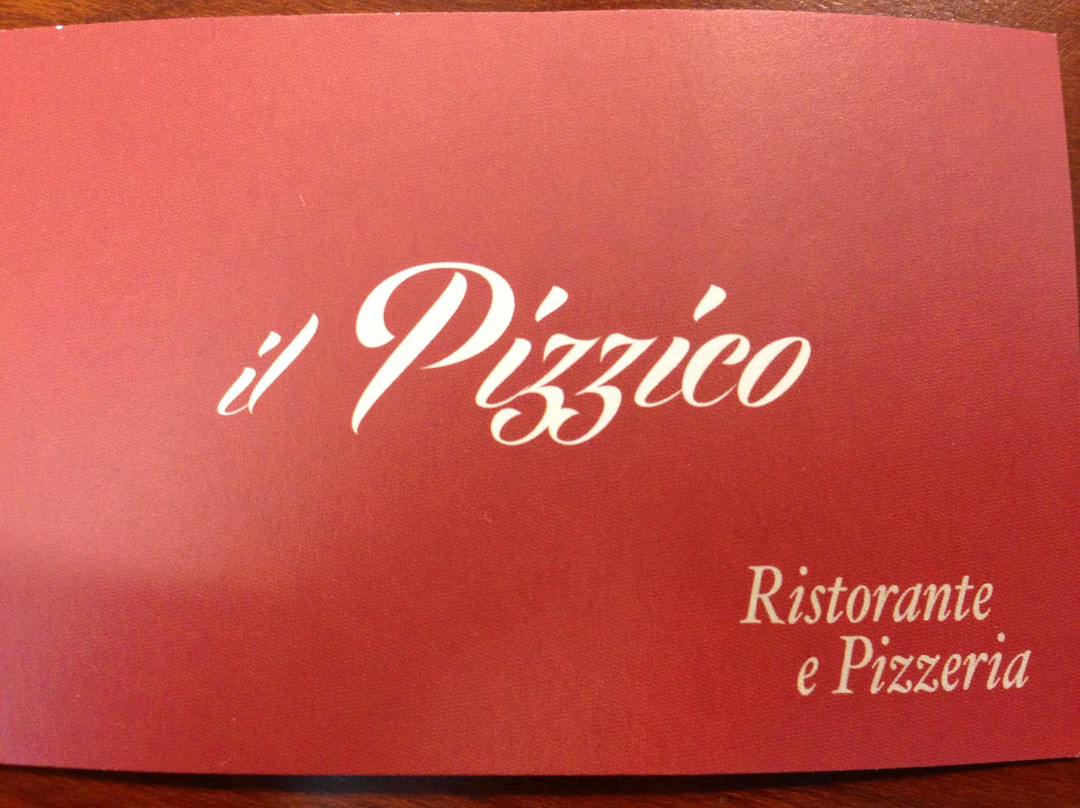 il Pizzico
Ristorante
e Pizzeria